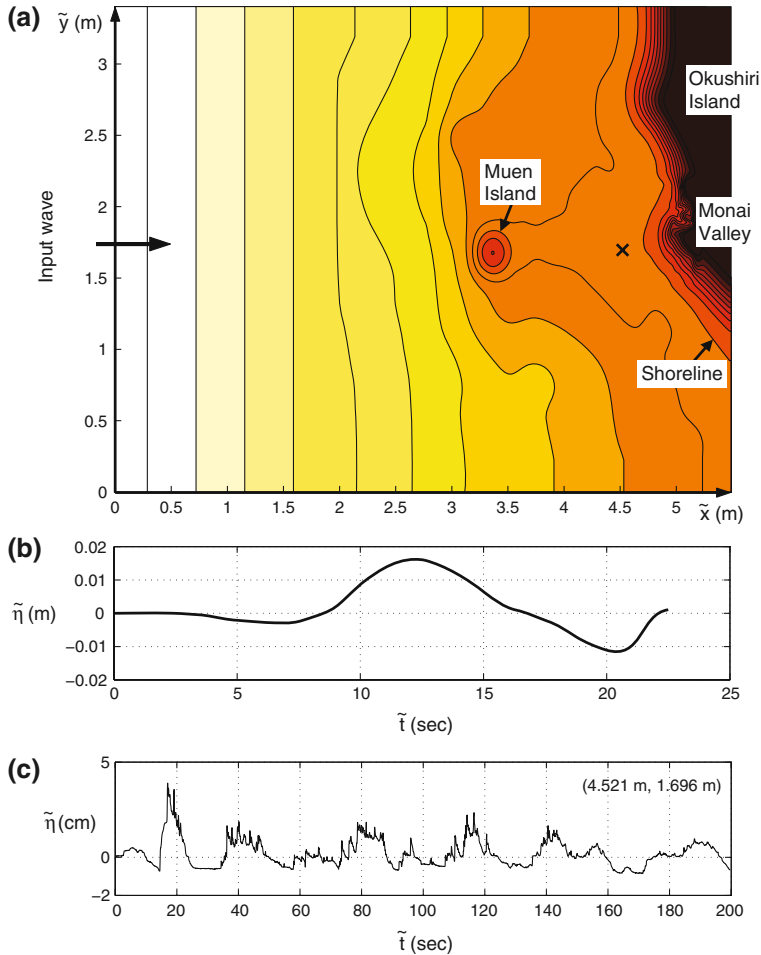 (a)
ỹ (m)
3
2.5
2
1.5
1
0.5
0
Input wave
Okushiri
Island
Muen
Island
Monai
Valley
Shoreline
0 0.5 1 1.5 2 2.5 3 3.5 4 4.5 5 x̃ (m)
(b)
0.02
0.01
0
−0.01
−0.02
η̃ (m)
0 5 10 15 20 25
t̃ (sec)
(c)
5
0
−2
η̃ (cm)
(4.521 m, 1.696 m)
0 20 40 60 80 100 120 140 160 180 200
t̃ (sec)